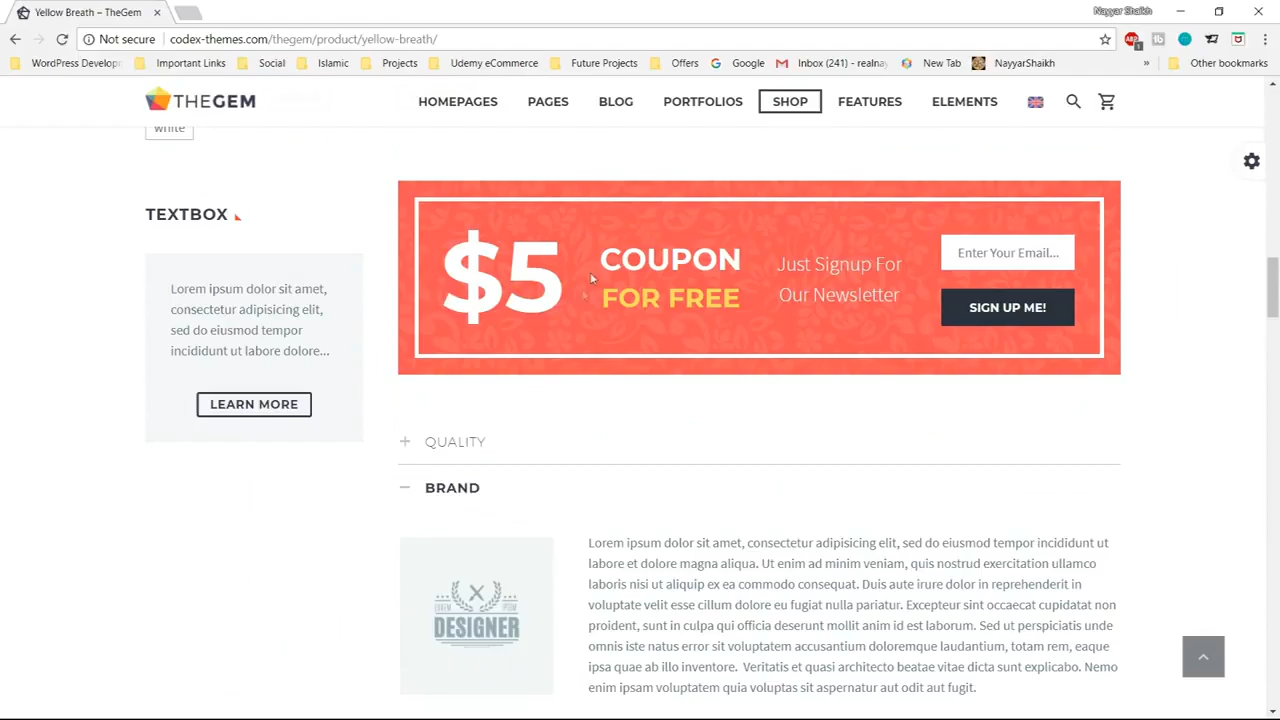 Yellow Breath – TheGem
Nayyar Shaikh
Not secure
codex-themes.com/thegem/product/yellow-breath/
WordPress Develop
Important Links
Social
Islamic
Projects
Udemy eCommerce
Future Projects
Offers
Google
Inbox (241) - realnay
New Tab
NayyarShaikh
Other bookmarks
THEGEM
HOMEPAGES
PAGES
BLOG
PORTFOLIOS
SHOP
FEATURES
ELEMENTS
white
TEXTBOX
Lorem ipsum dolor sit amet,
consectetur adipisicing elit,
sed do eiusmod tempor
incididunt ut labore dolore...
LEARN MORE
$5
COUPON
FOR FREE
Just Signup For
Our Newsletter
Enter Your Email...
SIGN UP ME!
QUALITY
BRAND
LOREM IPSUM
DESIGNER
Lorem ipsum dolor sit amet, consectetur adipisicing elit, sed do eiusmod tempor incididunt ut
labore et dolore magna aliqua. Ut enim ad minim veniam, quis nostrud exercitation ullamco
laboris nisi ut aliquip ex ea commodo consequat. Duis aute irure dolor in reprehenderit in
voluptate velit esse cillum dolore eu fugiat nulla pariatur. Excepteur sint occaecat cupidatat non
proident, sunt in culpa qui officia deserunt mollit anim id est laborum. Sed ut perspiciatis unde
omnis iste natus error sit voluptatem accusantium doloremque laudantium, totam rem, eaque
ipsa quae ab illo inventore. Veritatis et quasi architecto beatae vitae dicta sunt explicabo. Nemo
enim ipsam voluptatem quia voluptas sit aspernatur aut odit aut fugit.